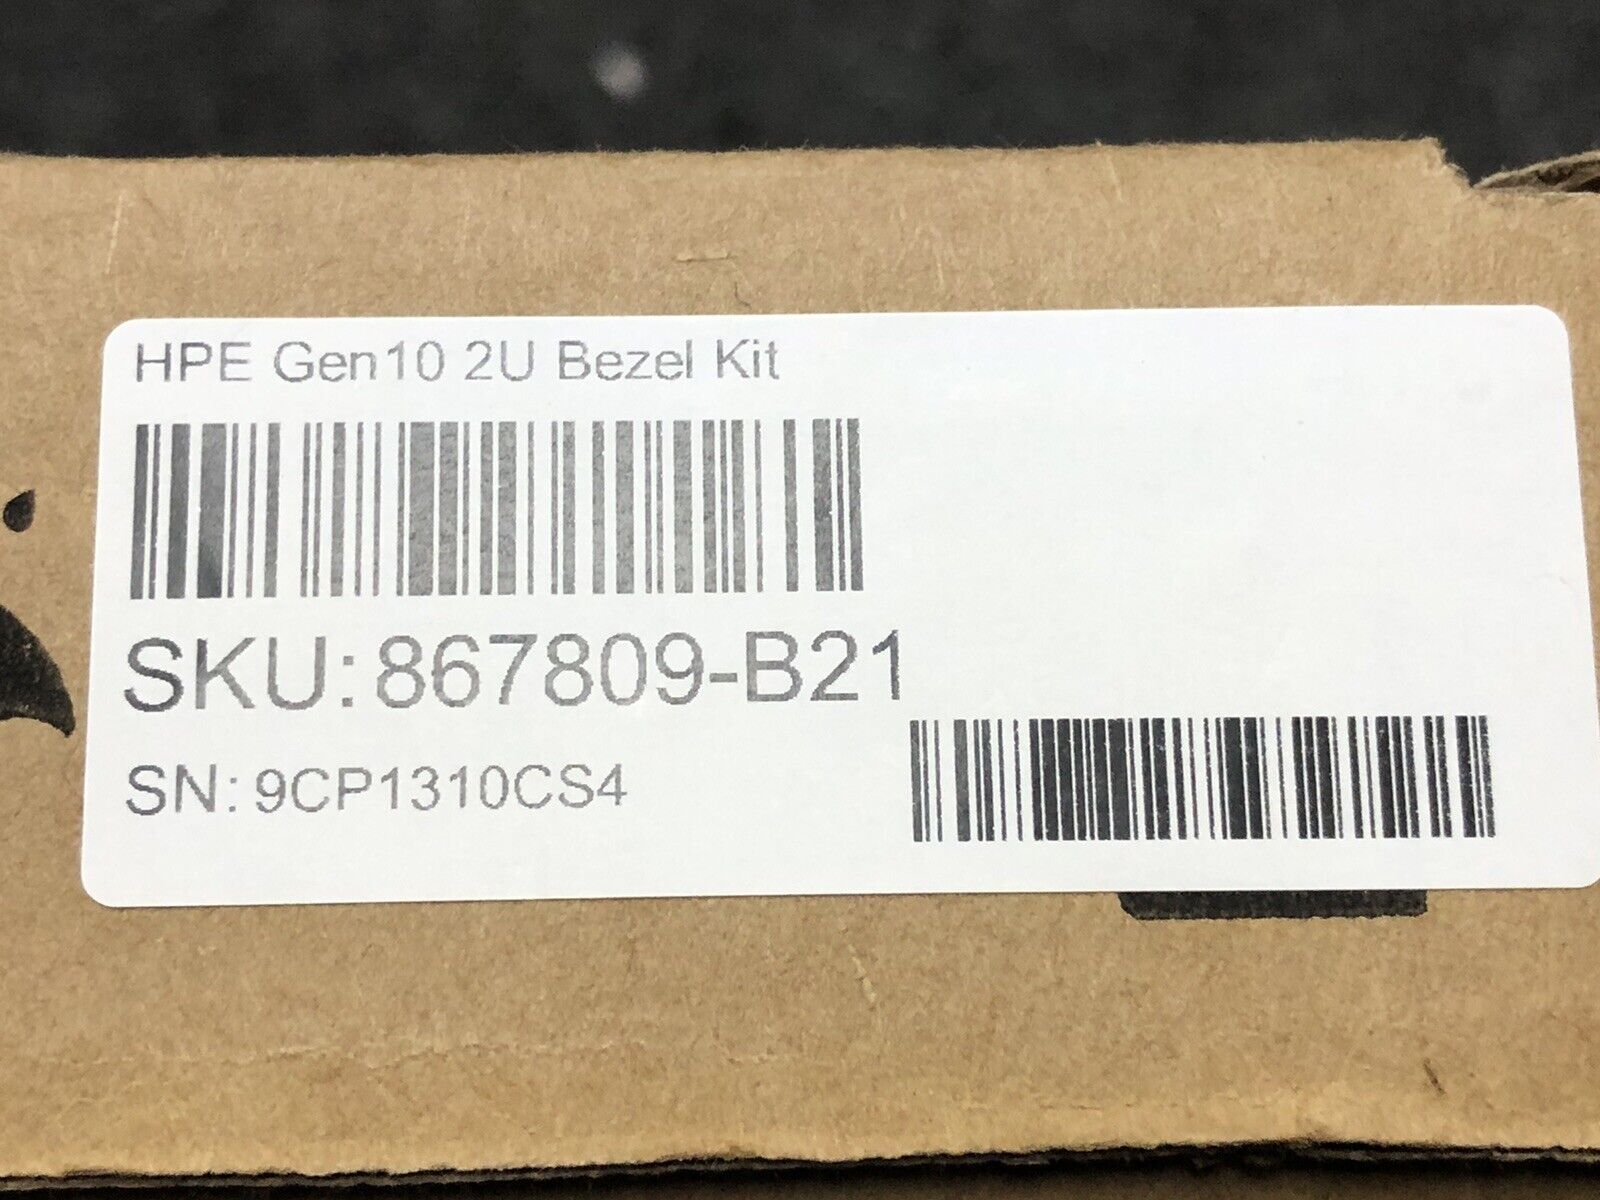 HPE Gen10 2U Bezel Kit
SKU:867809-B21
SN: 9CP1310CS4